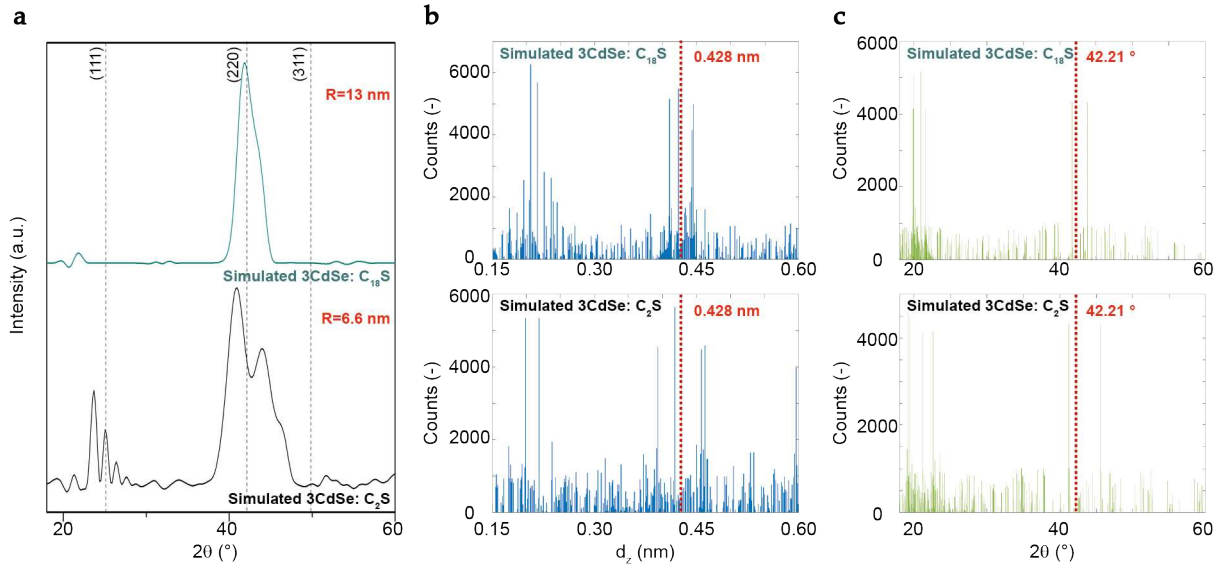 a
(111)
(220)
(311)
R=13 nm
Simulated 3CdSe: C18S
R=6.6 nm
Simulated 3CdSe: C2S
Intensity (a.u.)
20
40
60
2θ (°)
b
Simulated 3CdSe: C18S
0.428 nm
Counts (-)
6000
4000
2000
0
0.15
0.30
0.45
0.60
Simulated 3CdSe: C2S
0.428 nm
Counts (-)
6000
4000
2000
0
0.15
0.30
0.45
0.60
dz (nm)
c
Simulated 3CdSe: C18S
42.21 °
Counts (-)
6000
4000
2000
0
20
40
60
Simulated 3CdSe: C2S
42.21 °
Counts (-)
6000
4000
2000
0
20
40
60
2θ (°)